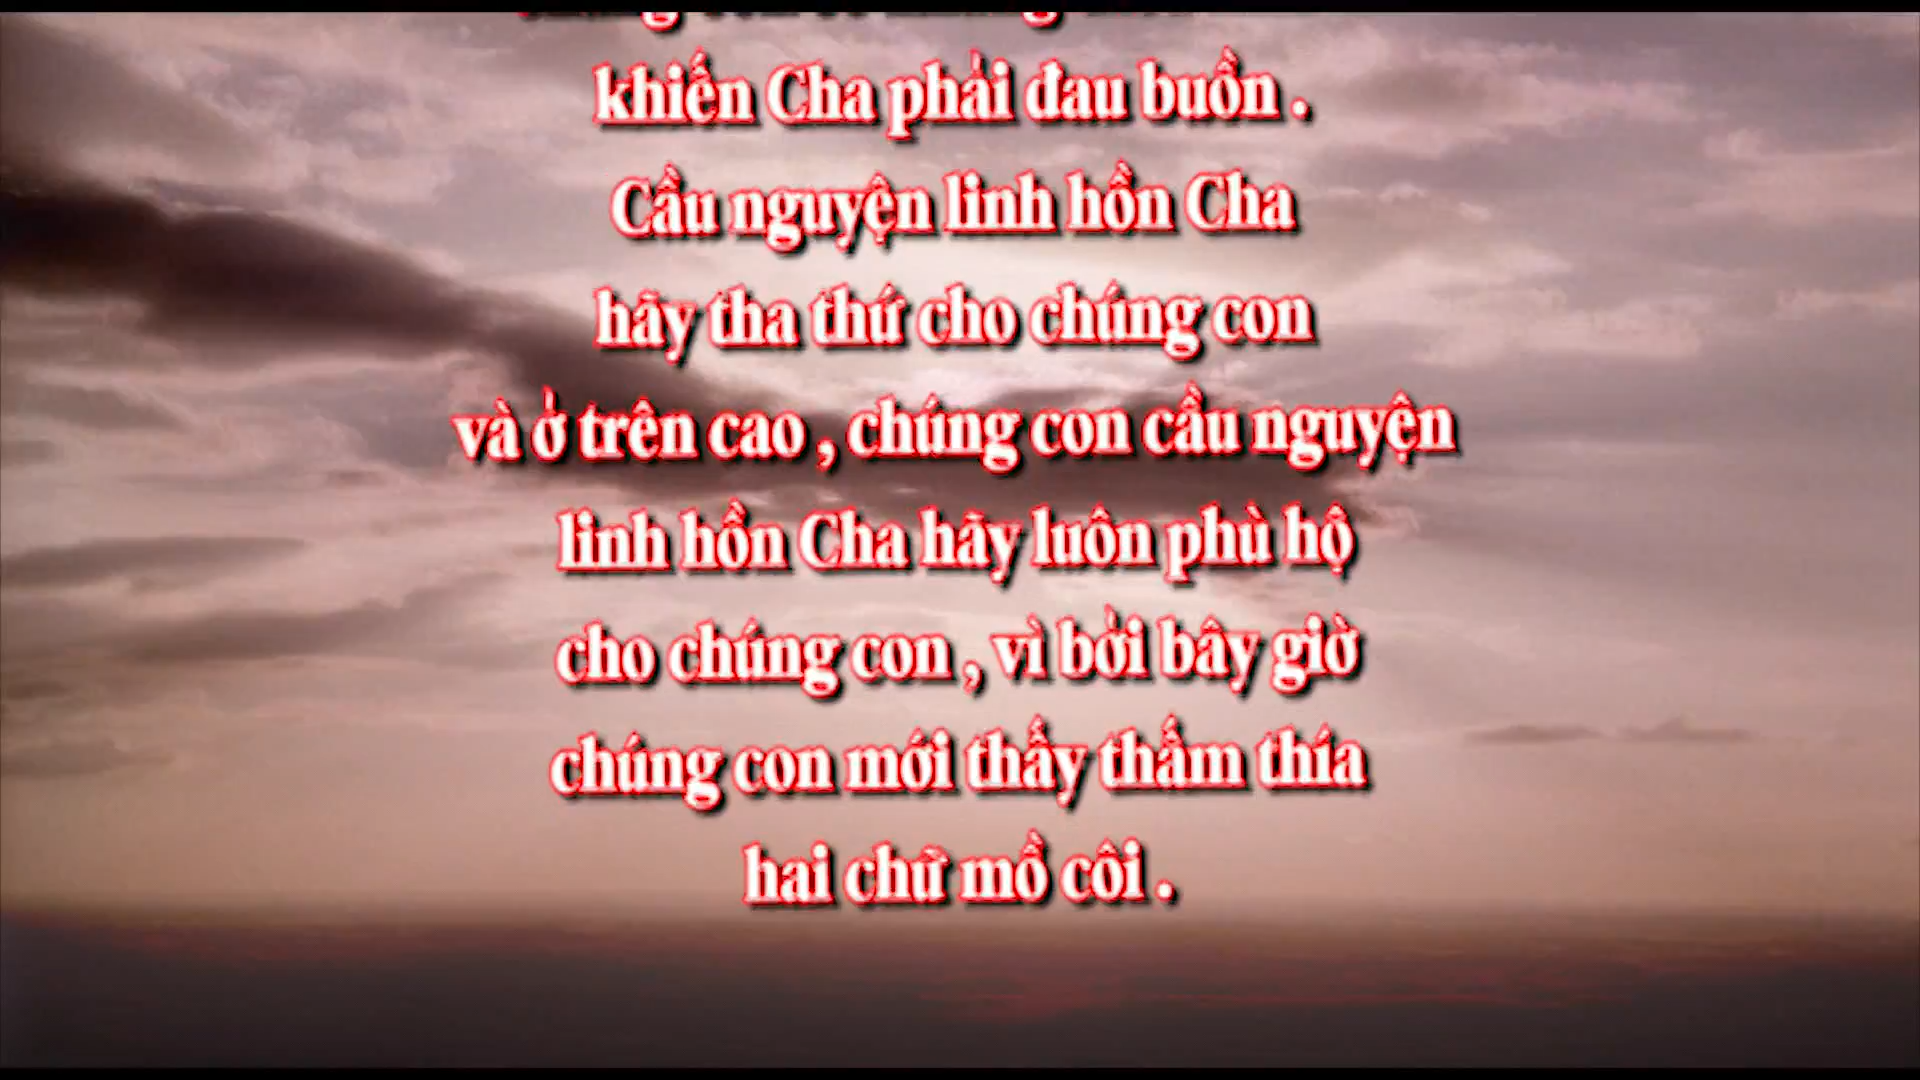 khiến Cha phải đau buồn .
Cầu nguyện linh hồn Cha
hãy tha thứ cho chúng con
và ở trên cao , chúng con cầu nguyện
linh hồn Cha hãy luôn phù hộ
cho chúng con , vì bởi bây giờ
chúng con mới thấy thấm thía
hai chữ mồ côi .